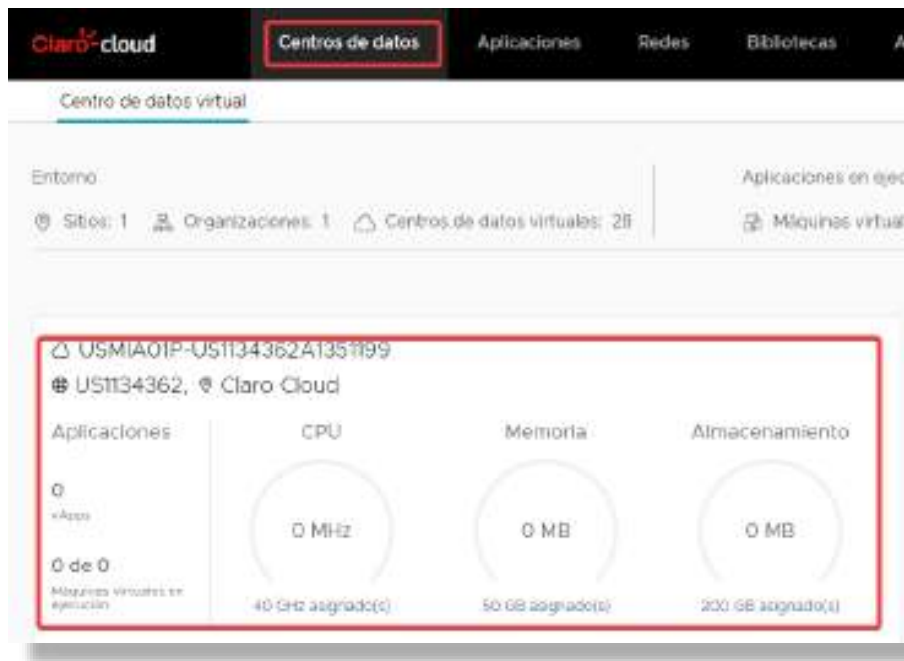 Claro-cloud
Centros de datos Aplicaciones Redes Bibliotecas A
Centro de datos virtual
Entorno
Aplicaciones en ejec
Sitios: 1 Organizaciones: 1 Centros de datos virtuales: 28
Máquinas virtual
USMIA01P-US1134362A1351199
US1134362, Claro Cloud
Aplicaciones CPU Memoria Almacenamiento
0
vApps
0 MHz 0 MB 0 MB
0 de 0
Máquinas virtuales en
ejecución
40 GHz asignado(s) 50 GB asignado(s) 200 GB asignado(s)